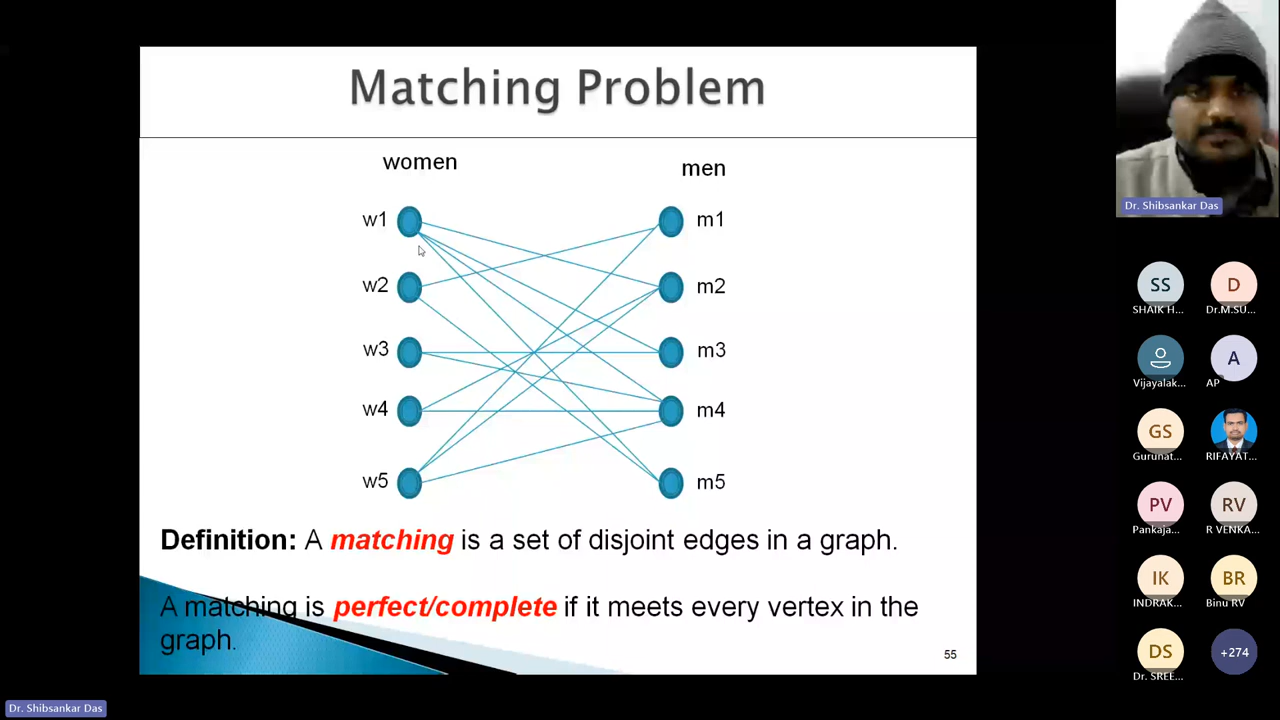 Matching Problem
women
men
w1
m1
w2
m2
w3
m3
w4
m4
w5
m5
Definition: A matching is a set of disjoint edges in a graph.
A matching is perfect/complete if it meets every vertex in the
graph.
55
Dr. Shibsankar Das
SS
D
SHAIK H...
Dr.M.SU...
A
Vijayalak...
AP
GS
Gurunat...
RIFAYAT...
PV
RV
Pankaja...
R VENKA...
IK
BR
INDRAK...
Binu RV
DS
+274
Dr. SREE...
Dr. Shibsankar Das